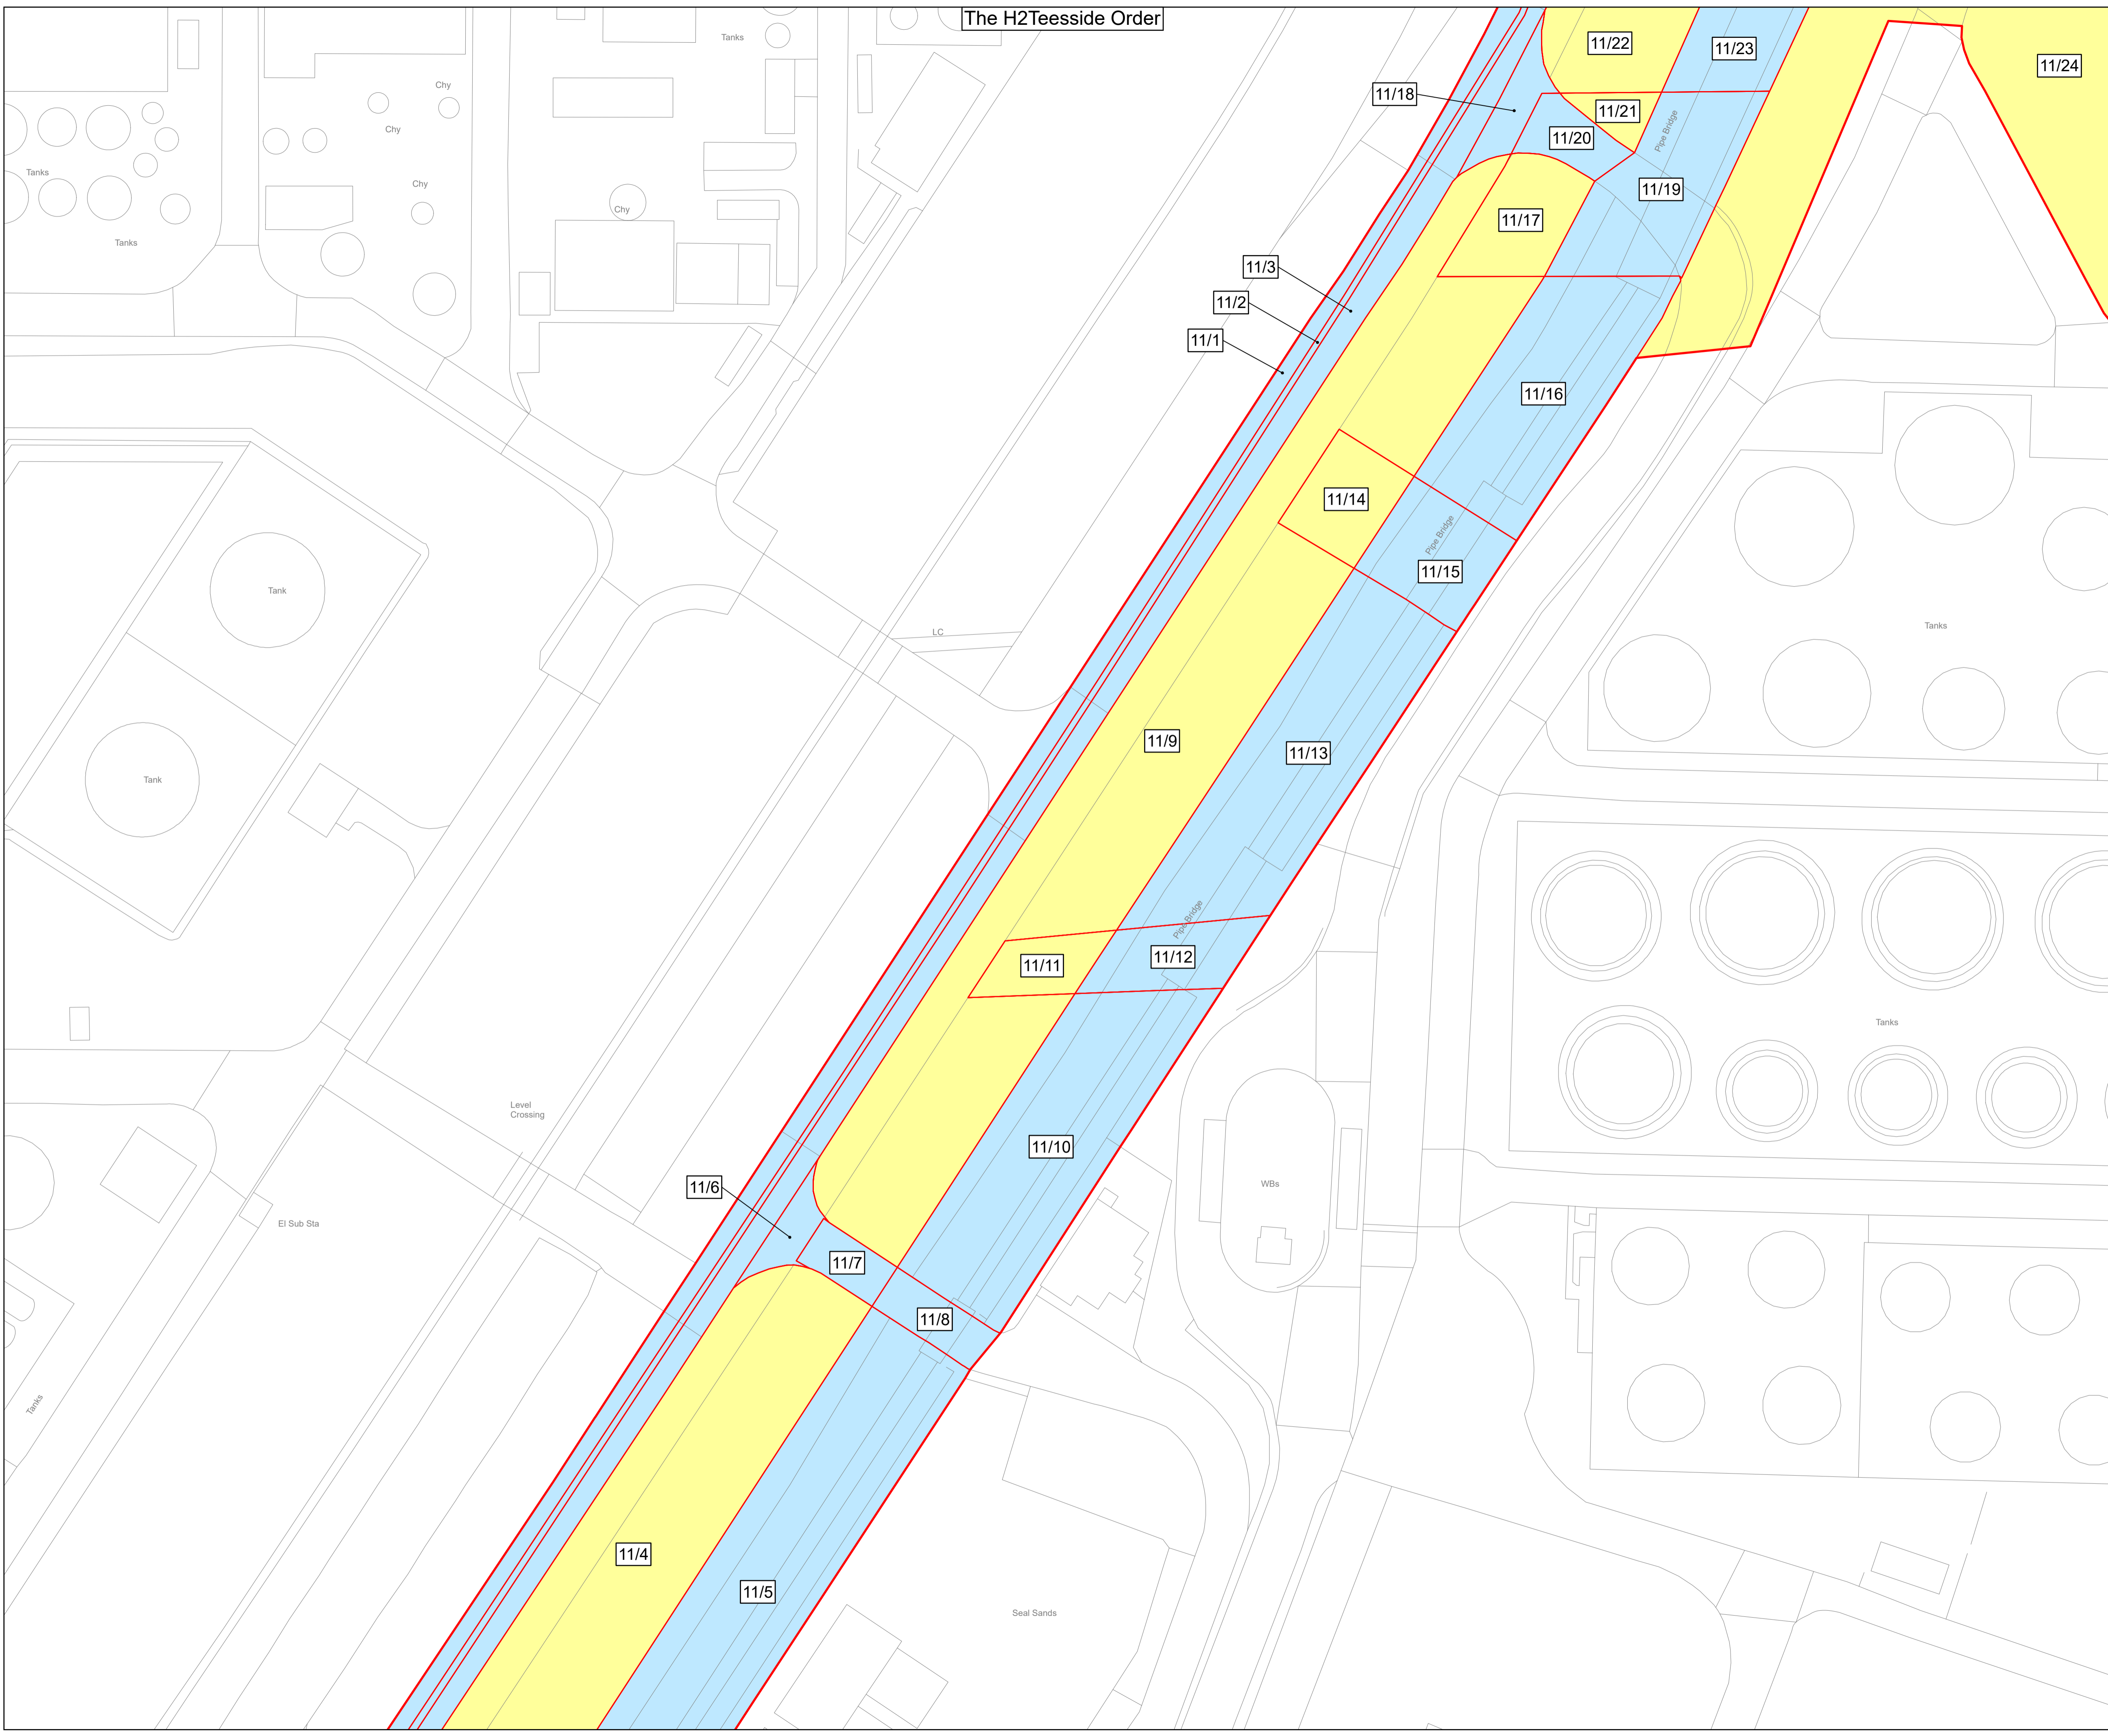 The H2Teesside Order
Tanks
11/22
11/23
11/24
Chy
11/18
11/21
Chy
Pipe Bridge
11/20
Tanks
Chy
11/19
Chy
11/17
Tanks
11/3
11/2
11/1
11/16
11/14
Pipe Bridge
11/15
Tank
Tanks
LC
11/9
11/13
Tank
Pipe Bridge
11/12
11/11
Tanks
Level
Crossing
11/10
11/6
WBs
El Sub Sta
11/7
11/8
Tanks
11/4
11/5
Seal Sands